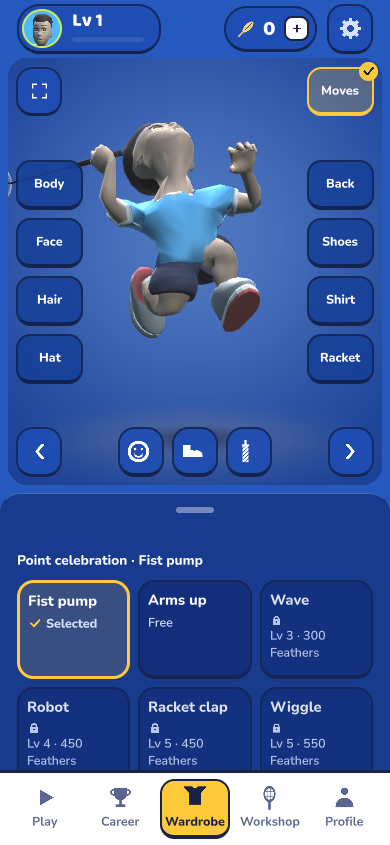 Lv 1
0
+
Moves
Body
Back
Face
Shoes
Hair
Shirt
Hat
Racket
Point celebration · Fist pump
Fist pump
Selected
Arms up
Free
Wave
Lv 3 · 300
Feathers
Robot
Lv 4 · 450
Feathers
Racket clap
Lv 5 · 450
Feathers
Wiggle
Lv 5 · 550
Feathers
Play
Career
Wardrobe
Workshop
Profile